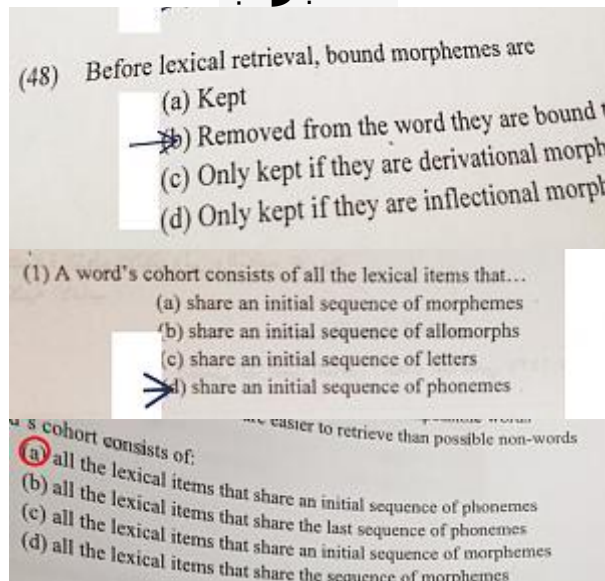 (48) Before lexical retrieval, bound morphemes are
(a) Kept
(b) Removed from the word they are bound
(c) Only kept if they are derivational morph
(d) Only kept if they are inflectional morph
(1) A word's cohort consists of all the lexical items that...
(a) share an initial sequence of morphemes
(b) share an initial sequence of allomorphs
(c) share an initial sequence of letters
(d) share an initial sequence of phonemes
are easier to retrieve than possible non-words
's cohort consists of:
(a) all the lexical items that share an initial sequence of phonemes
(b) all the lexical items that share the last sequence of phonemes
(c) all the lexical items that share an initial sequence of morphemes
(d) all the lexical items that share the sequence of morphemes